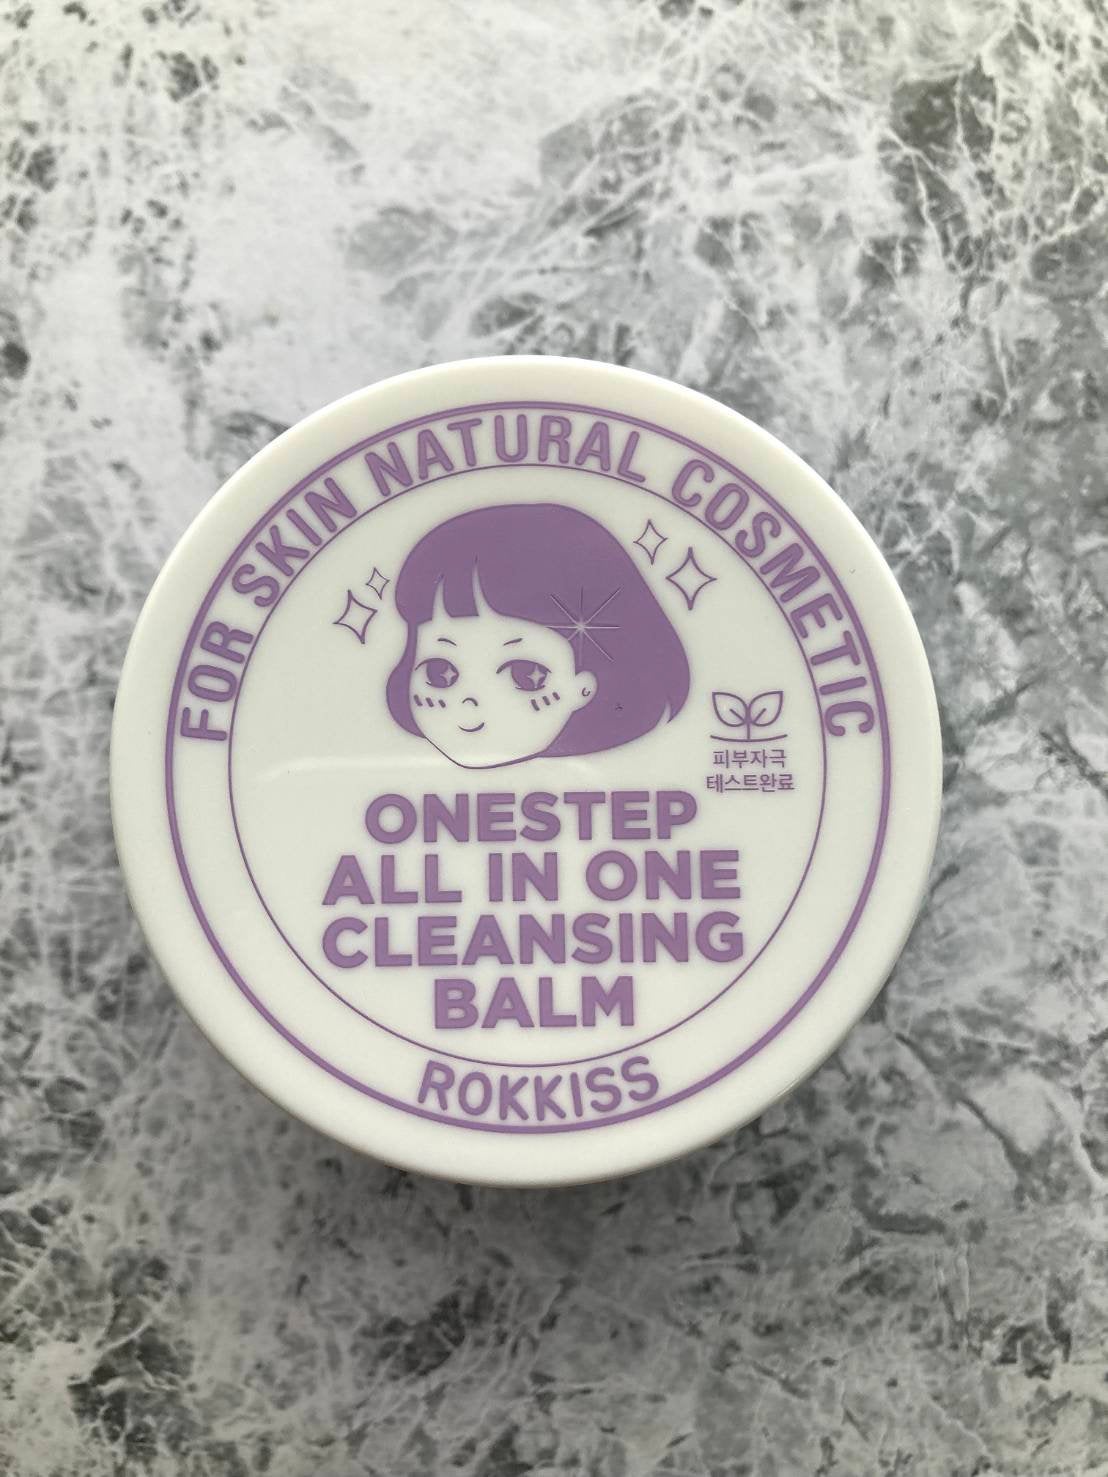 FOR SKIN NATURAL COSMETIC
피부자극
테스트완료
ONESTEP
ALL IN ONE
CLEANSING
BALM
ROKKISS